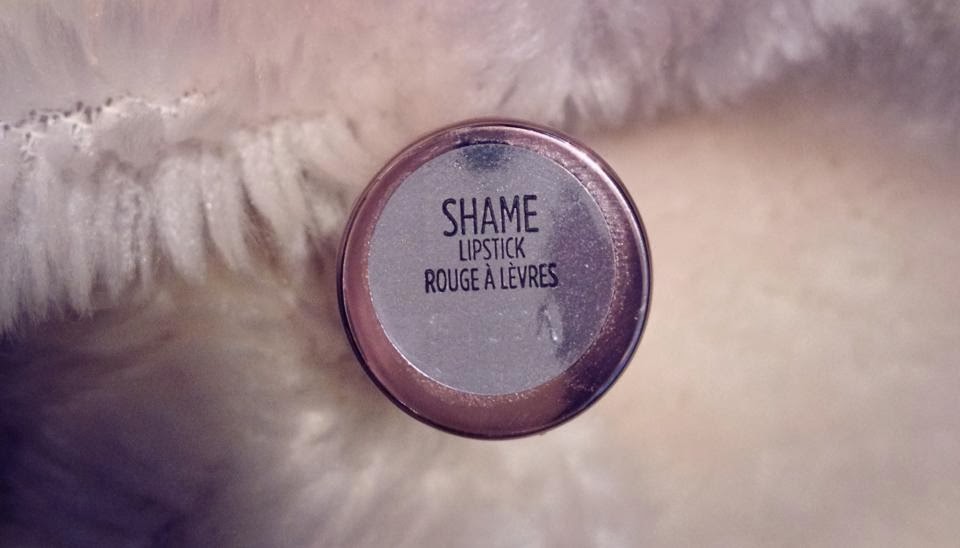 SHAME
LIPSTICK
ROUGE À LÈVRES